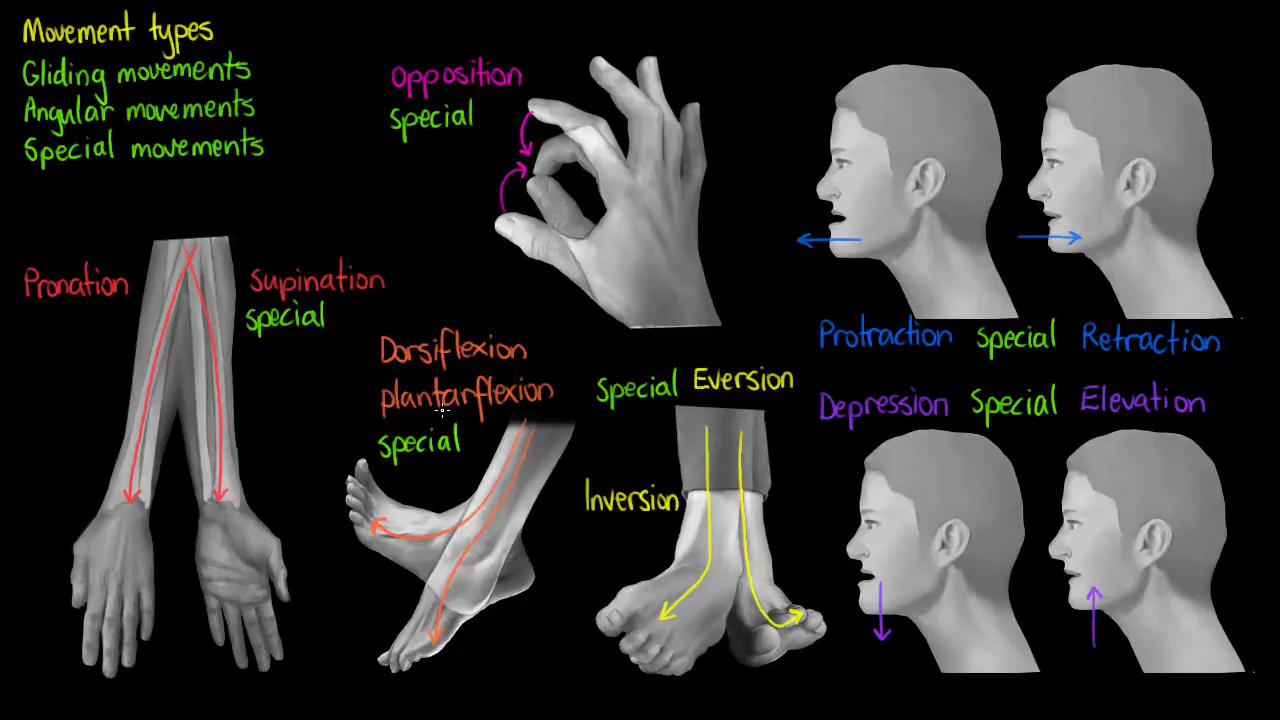 Movement types
Gliding movements
Angular movements
Special movements
Opposition
special
Pronation
Supination
special
Dorsiflexion
plantarflexion
special
Special Eversion
Inversion
Protraction special Retraction
Depression Special Elevation